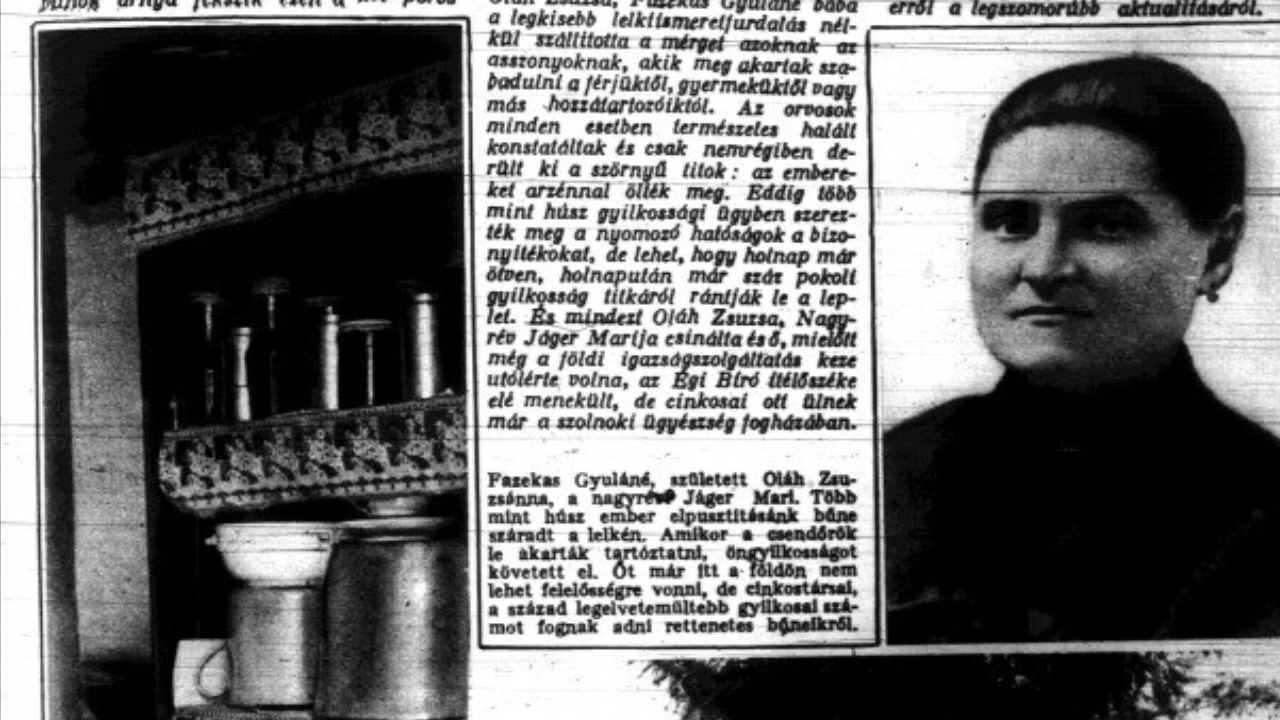 erről a legszomorúbb aktualitásáról.
Oláh Zsuzsa, Fazekas Gyuláné bába
a legkisebb lelkiismeretfurdalás nél-
kül szállította a mérget azoknak az
asszonyoknak, akik meg akartak sza-
badulni a férjüktől, gyermeküktől vagy
más hozzátartozóiktól. Az orvosok
minden esetben természetes halált
konstatáltak és csak nemrégiben de-
rült ki a szörnyű titok: az embere-
ket arzénnal ölték meg. Eddig több
mint húsz gyilkossági ügyben szerez-
ték meg a nyomozó hatóságok a bizo-
nyítékokat, de lehet, hogy holnap már
ötven, holnapután már száz pokoli
gyilkosság titkáról rántják le a lep-
let. És mindezt Oláh Zsuzsa, Nagy-
rév Jáger Marija csinálta és ő, mielőtt
még a földi igazságszolgáltatás keze
utólérte volna, az Égi Bíró itélőszéke
elé menekült, de cinkosai ott ülnek
már a szolnoki ügyészség fogházában.
Fazekas Gyuláné, született Oláh Zsu-
zsánna, a nagyrévi Jáger Mari. Több
mint húsz ember elpusztitásánk bűne
száradt a lelkén. Amikor a csendőrök
le akarták tartóztatni, öngyilkosságot
követett el. Őt már itt a földön nem
lehet felelősségre vonni, de cinkostársai,
a század legelvetemültebb gyilkosai szá-
mot fognak adni rettenetes bűneikről.